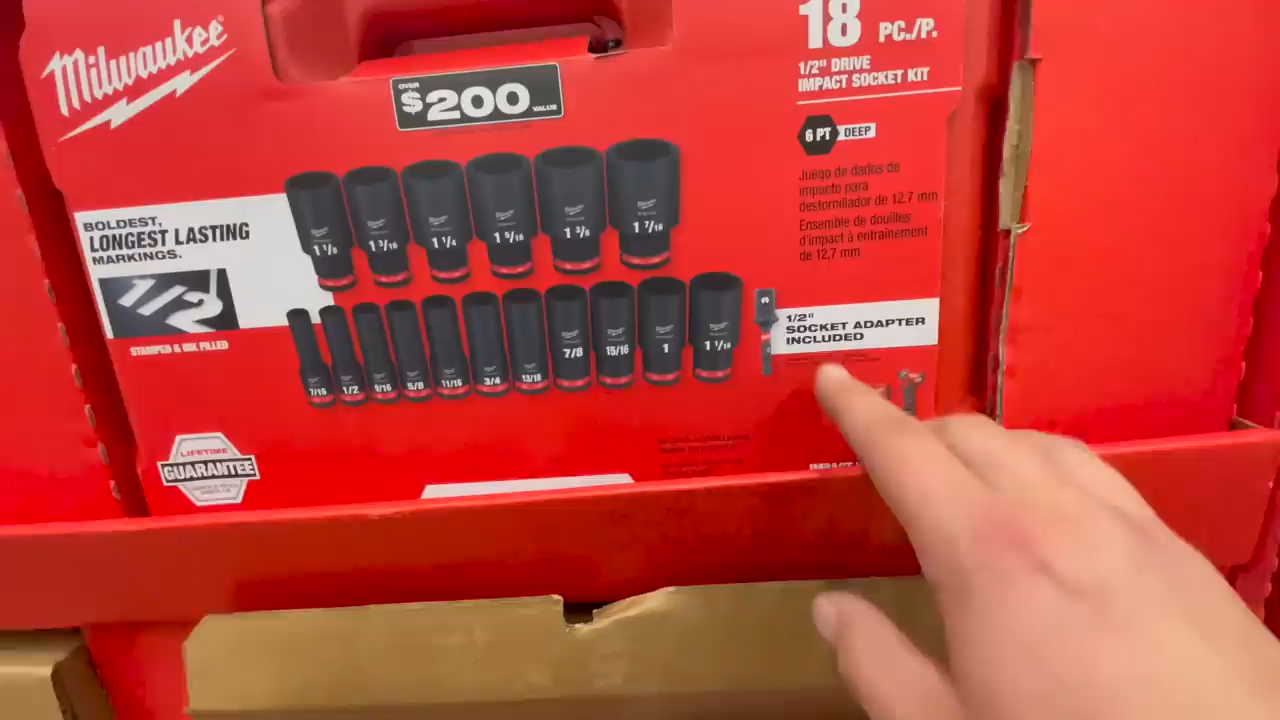 Milwaukee
OVER
$200 VALUE
18 PC./P.
1/2" DRIVE
IMPACT SOCKET KIT
6 PT DEEP
Juego de dados de
impacto para
destornillador de 12.7 mm
Ensemble de douilles
d'impact à entrainement
de 12,7 mm
BOLDEST,
LONGEST LASTING
MARKINGS.
1/2
STAMPED & INK FILLED
1 1/8
1 3/16
1 1/4
1 5/16
1 3/8
1 7/16
7/16
1/2
9/16
5/8
11/16
3/4
13/16
7/8
15/16
1
1 1/16
1/2"
SOCKET ADAPTER
INCLUDED
LIFETIME
GUARANTEE